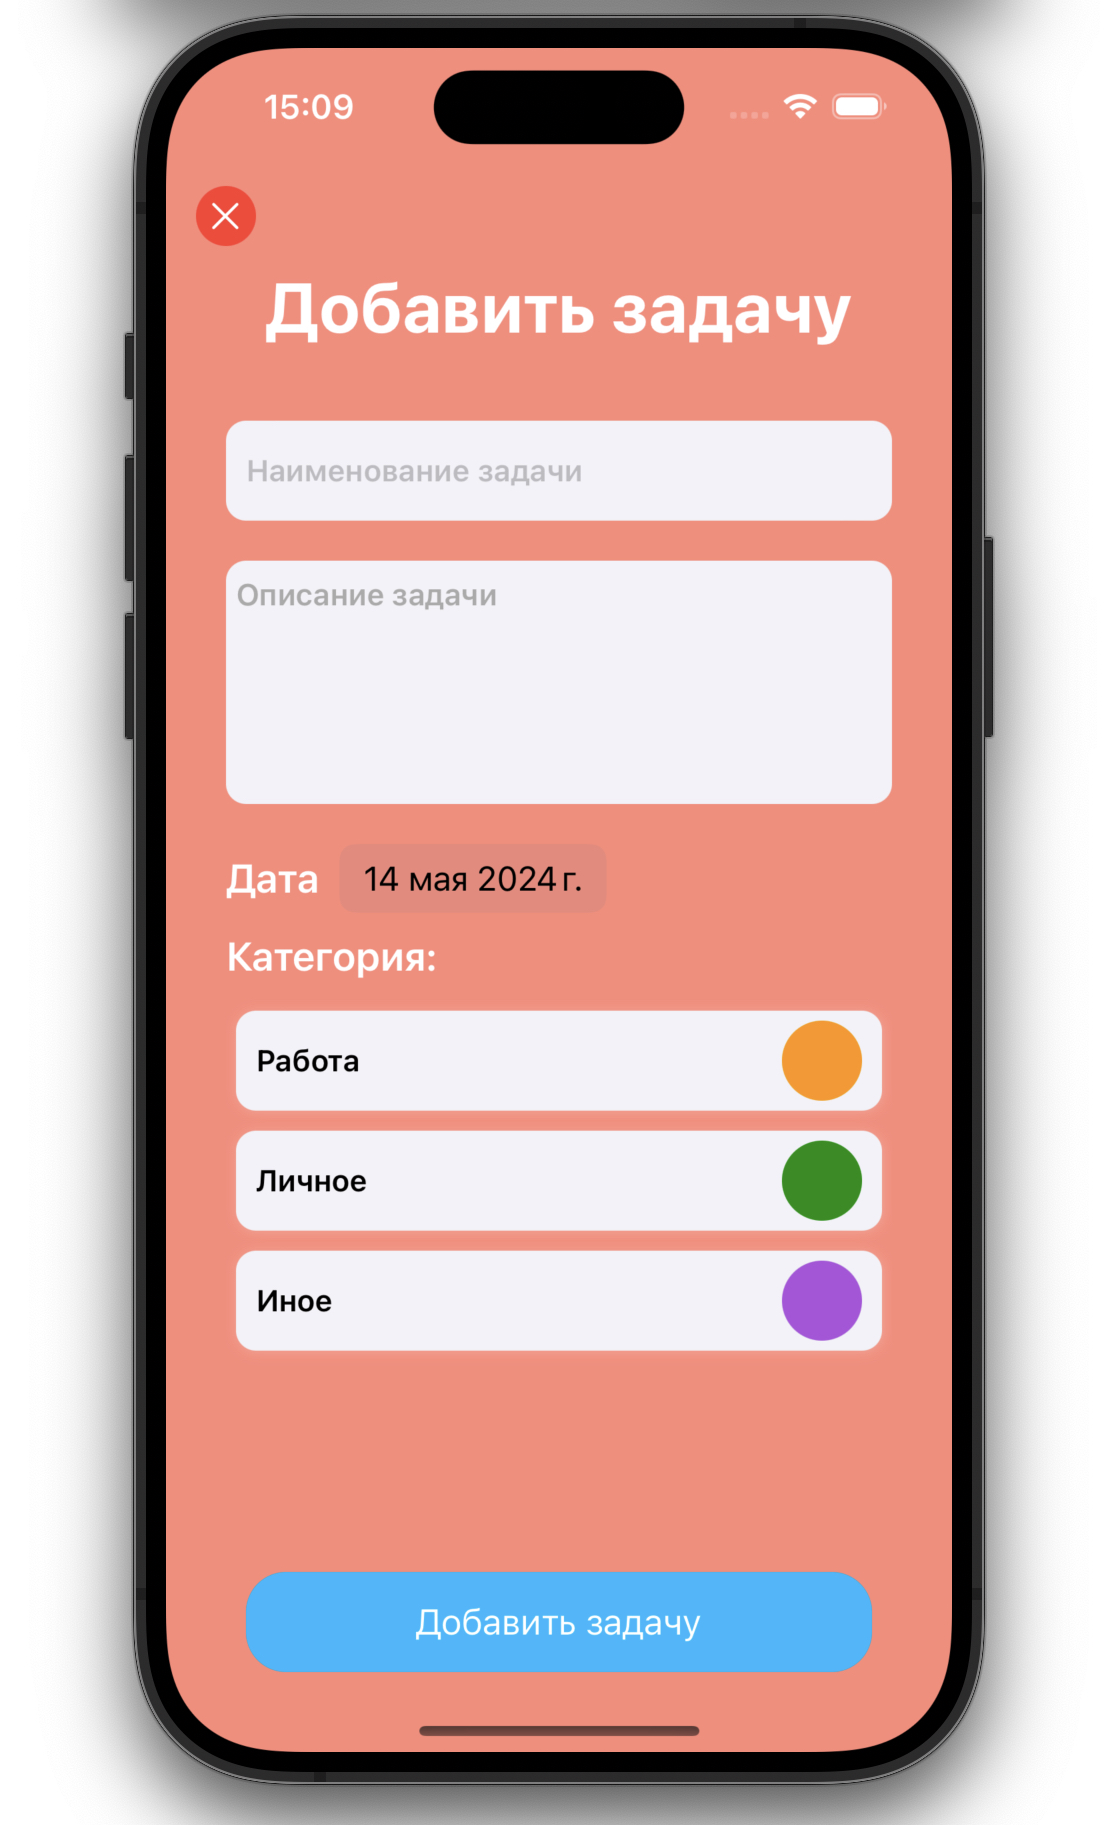 15:09
Добавить задачу
Наименование задачи
Описание задачи
Дата 14 мая 2024 г.
Категория:
Работа
Личное
Иное
Добавить задачу